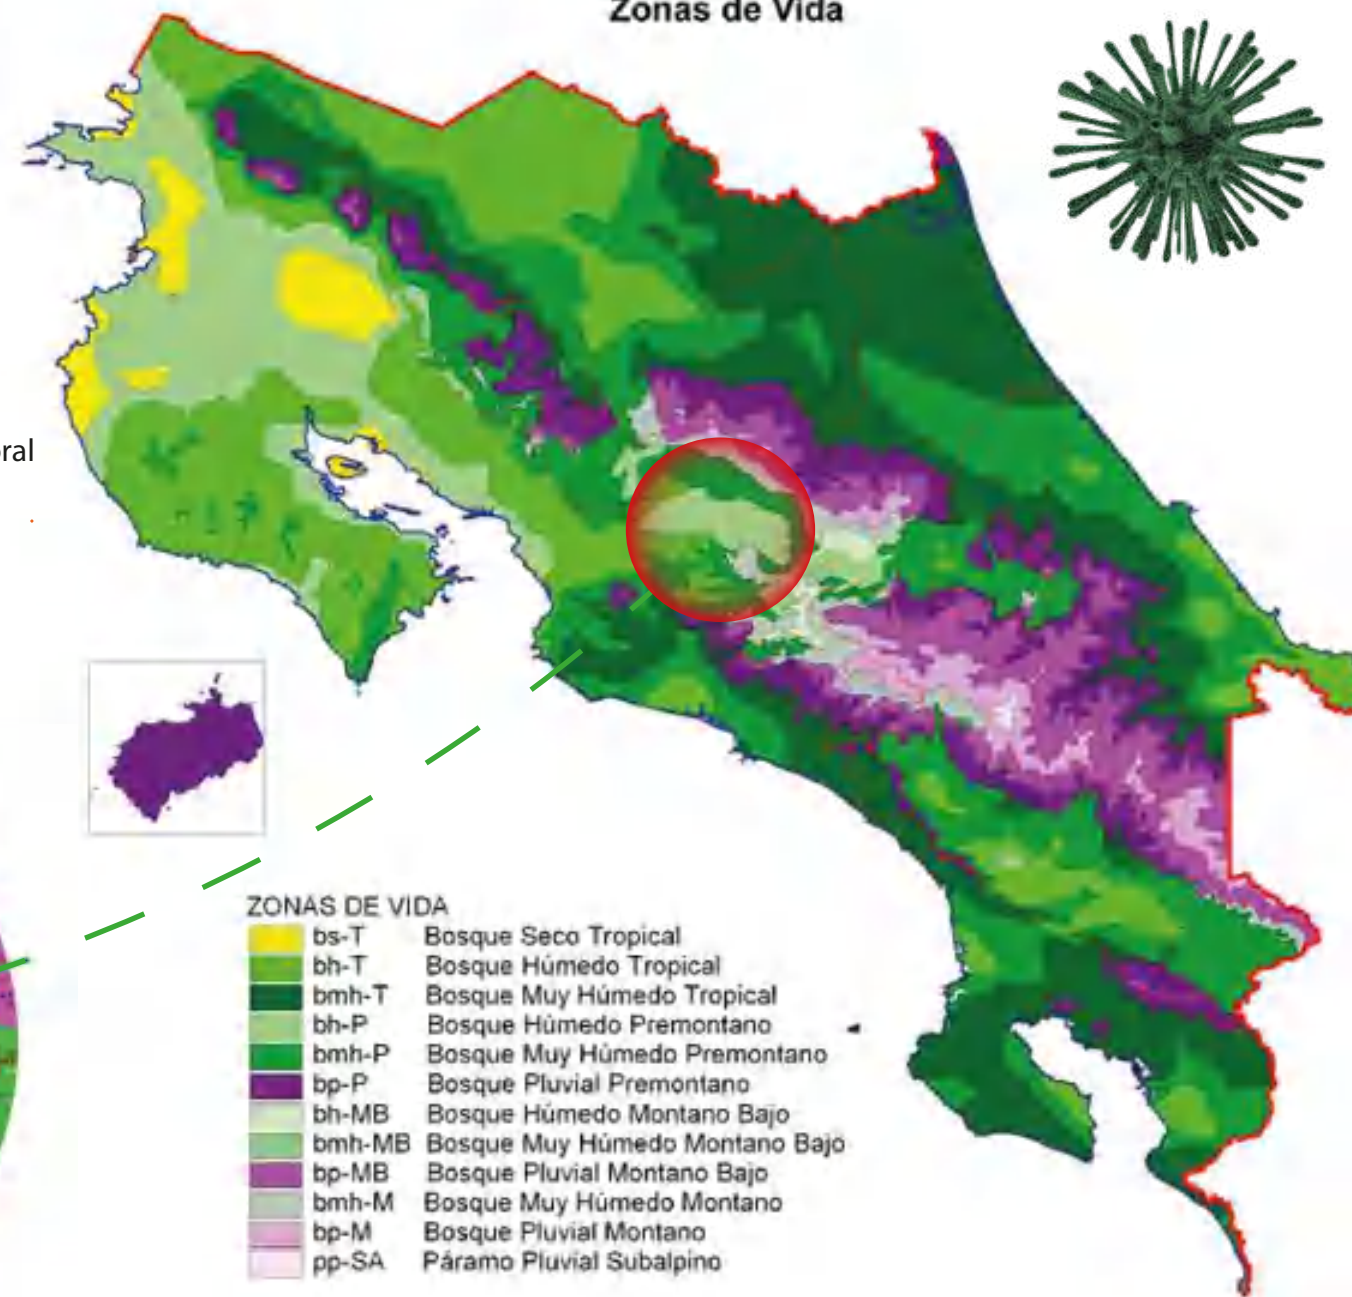 Zonas de Vida
oral
ZONAS DE VIDA
bs-T Bosque Seco Tropical
bh-T Bosque Húmedo Tropical
bmh-T Bosque Muy Húmedo Tropical
bh-P Bosque Húmedo Premontano
bmh-P Bosque Muy Húmedo Premontano
bp-P Bosque Pluvial Premontano
bh-MB Bosque Húmedo Montano Bajo
bmh-MB Bosque Muy Húmedo Montano Bajo
bp-MB Bosque Pluvial Montano Bajo
bmh-M Bosque Muy Húmedo Montano
bp-M Bosque Pluvial Montano
pp-SA Páramo Pluvial Subalpino